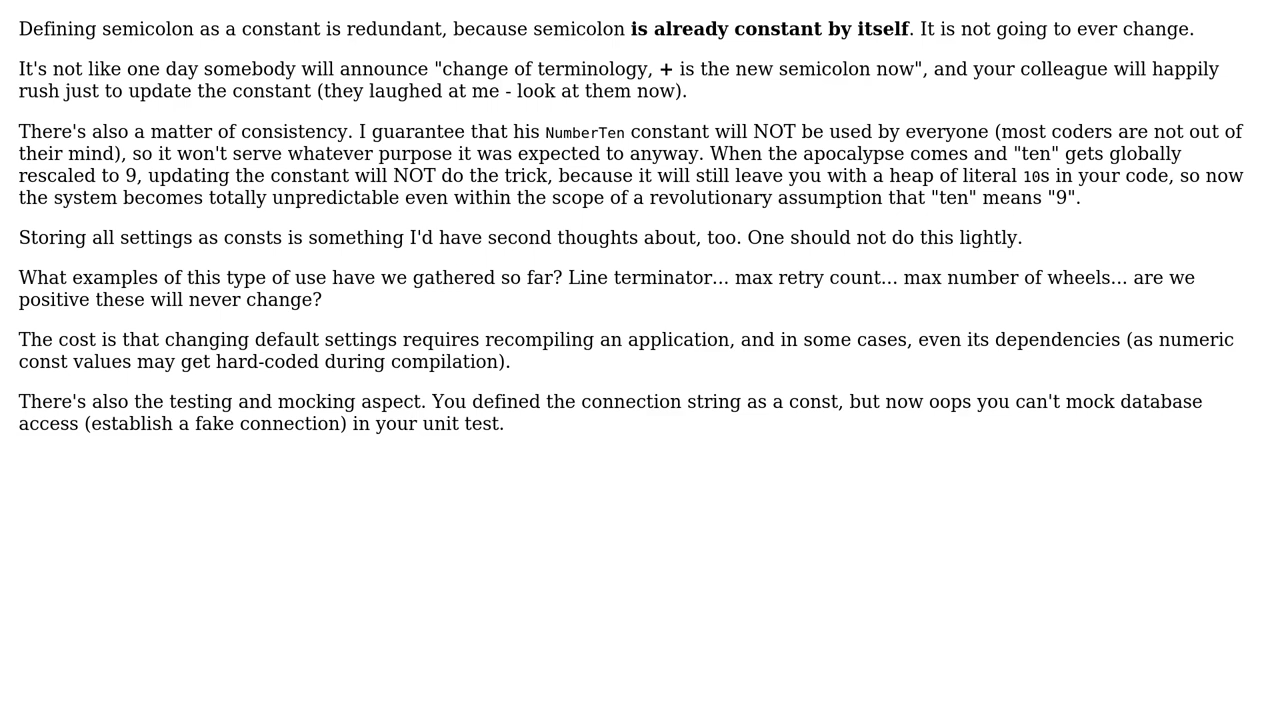 Defining semicolon as a constant is redundant, because semicolon is already constant by itself. It is not going to ever change.
It's not like one day somebody will announce "change of terminology, + is the new semicolon now", and your colleague will happily
rush just to update the constant (they laughed at me - look at them now).
There's also a matter of consistency. I guarantee that his NumberTen constant will NOT be used by everyone (most coders are not out of
their mind), so it won't serve whatever purpose it was expected to anyway. When the apocalypse comes and "ten" gets globally
rescaled to 9, updating the constant will NOT do the trick, because it will still leave you with a heap of literal 10s in your code, so now
the system becomes totally unpredictable even within the scope of a revolutionary assumption that "ten" means "9".
Storing all settings as consts is something I'd have second thoughts about, too. One should not do this lightly.
What examples of this type of use have we gathered so far? Line terminator... max retry count... max number of wheels... are we
positive these will never change?
The cost is that changing default settings requires recompiling an application, and in some cases, even its dependencies (as numeric
const values may get hard-coded during compilation).
There's also the testing and mocking aspect. You defined the connection string as a const, but now oops you can't mock database
access (establish a fake connection) in your unit test.